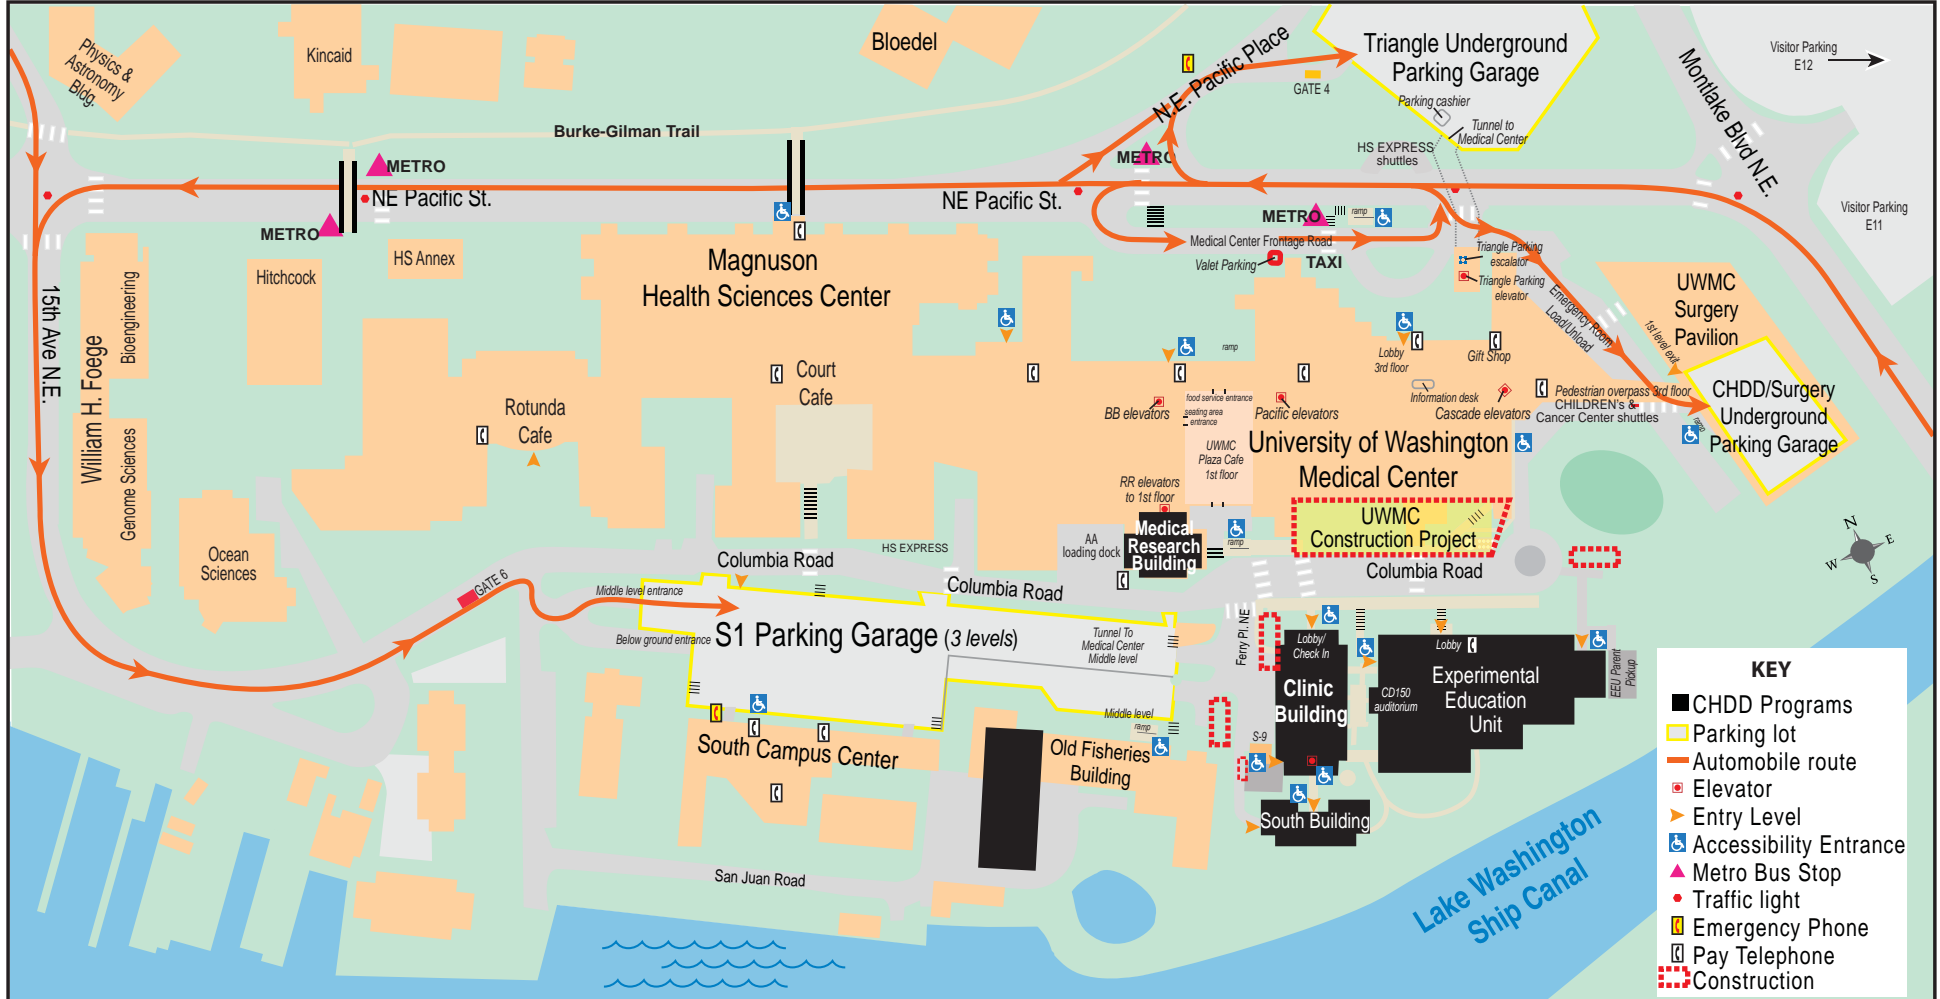 Physics &
Astronomy
Bldg.
Kincaid
Bloedel
N.E. Pacific Place
GATE 4
Triangle Underground
Parking Garage
Parking cashier
Tunnel to
Medical Center
Montlake Blvd N.E.
Visitor Parking
E12
Burke-Gilman Trail
METRO
METRO
HS EXPRESS
shuttles
NE Pacific St.
NE Pacific St.
METRO
METRO
ramp
Visitor Parking
E11
Medical Center Frontage Road
Valet Parking
TAXI
Triangle Parking
escalator
Triangle Parking
elevator
HS Annex
Hitchcock
Magnuson
Health Sciences Center
15th Ave N.E.
William H. Foege
Bioengineering
Genome Sciences
Emergency Room
Load/Unload
1st level exit
UWMC
Surgery
Pavilion
ramp
Lobby
3rd floor
Gift Shop
Court
Cafe
Rotunda
Cafe
BB elevators
food service entrance
seating area
entrance
Pacific elevators
Information desk
Cascade elevators
Pedestrian overpass 3rd floor
CHILDREN's &
Cancer Center shuttles
ramp
CHDD/Surgery
Underground
Parking Garage
UWMC
Plaza Cafe
1st floor
University of Washington
Medical Center
RR elevators
to 1st floor
Medical
Research
Building
AA
loading dock
ramp
UWMC
Construction Project
Ocean
Sciences
HS EXPRESS
Columbia Road
Columbia Road
Columbia Road
N
E
S
W
GATE 6
Middle level entrance
Below ground entrance
S1 Parking Garage (3 levels)
Tunnel To
Medical Center
Middle level
Middle level
ramp
Ferry Pl. NE
Lobby/
Check In
Clinic
Building
CD150
auditorium
Lobby
Experimental
Education
Unit
EEU Parent
Pickup
S-9
South Campus Center
Old Fisheries
Building
South Building
San Juan Road
Lake Washington
Ship Canal
KEY
CHDD Programs
Parking lot
Automobile route
Elevator
Entry Level
Accessibility Entrance
Metro Bus Stop
Traffic light
Emergency Phone
Pay Telephone
Construction